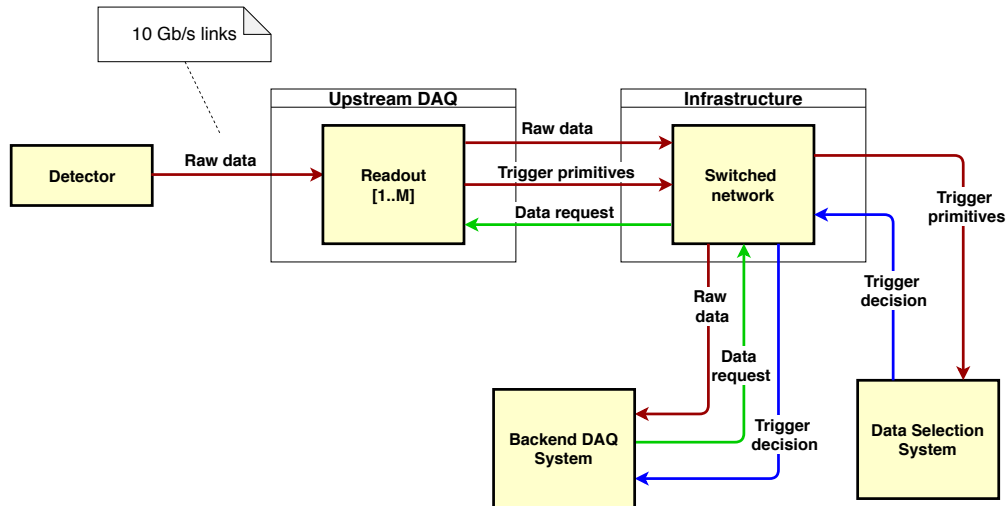 10 Gb/s links
Upstream DAQ
Infrastructure
Detector
Raw data
Readout
[1..M]
Raw data
Trigger primitives
Data request
Switched
network
Trigger
primitives
Trigger
decision
Raw
data
Data
request
Trigger
decision
Backend DAQ
System
Data Selection
System